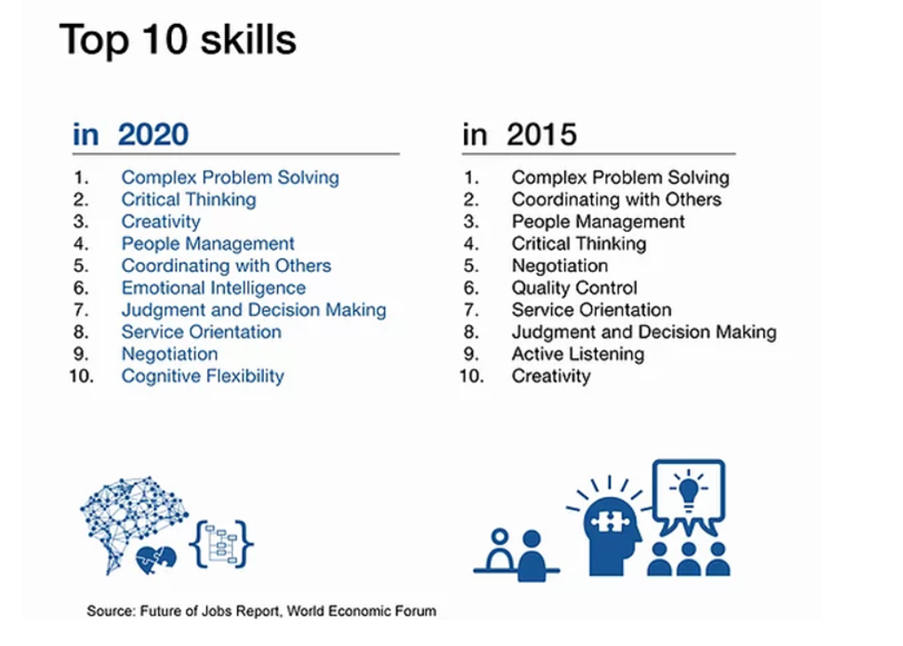 Top 10 skills
in 2020
1. Complex Problem Solving
2. Critical Thinking
3. Creativity
4. People Management
5. Coordinating with Others
6. Emotional Intelligence
7. Judgment and Decision Making
8. Service Orientation
9. Negotiation
10. Cognitive Flexibility
in 2015
1. Complex Problem Solving
2. Coordinating with Others
3. People Management
4. Critical Thinking
5. Negotiation
6. Quality Control
7. Service Orientation
8. Judgment and Decision Making
9. Active Listening
10. Creativity
Source: Future of Jobs Report, World Economic Forum